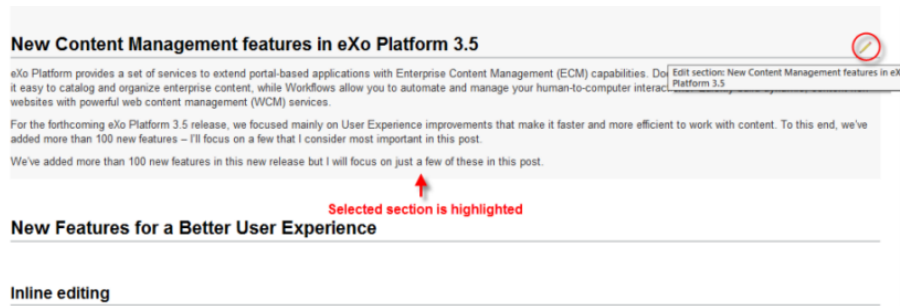 New Content Management features in eXo Platform 3.5
eXo Platform provides a set of services to extend portal-based applications with Enterprise Content Management (ECM) capabilities. Do
Edit section: New Content Management features in eX
Platform 3.5
it easy to catalog and organize enterprise content, while Workflows allow you to automate and manage your human-to-computer interac
websites with powerful web content management (WCM) services.
For the forthcoming eXo Platform 3.5 release, we focused mainly on User Experience improvements that make it faster and more efficient to work with content. To this end, we've
added more than 100 new features – I'll focus on a few that I consider most important in this post.
We've added more than 100 new features in this new release but I will focus on just a few of these in this post.
Selected section is highlighted
New Features for a Better User Experience
Inline editing